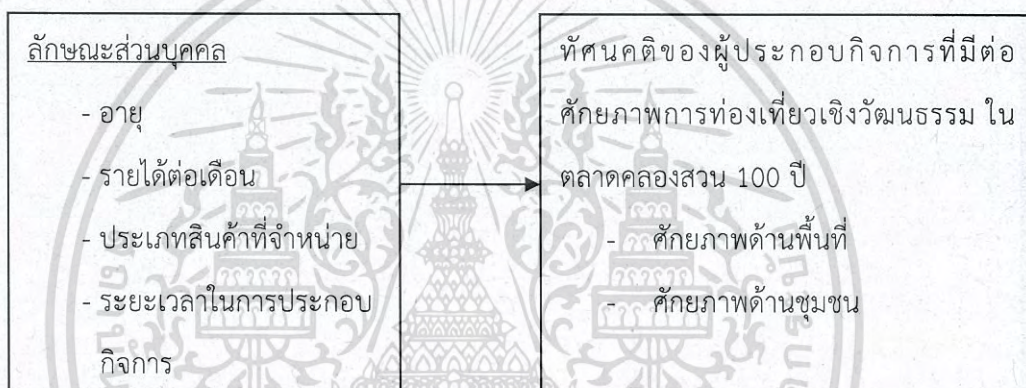 ลักษณะส่วนบุคคล
- อายุ
- รายได้ต่อเดือน
- ประเภทสินค้าที่จำหน่าย
- ระยะเวลาในการประกอบ
กิจการ
ทัศนคติของผู้ประกอบกิจการที่มีต่อ
ศักยภาพการท่องเที่ยวเชิงวัฒนธรรม ใน
ตลาดคลองสวน 100 ปี
- ศักยภาพด้านพื้นที่
- ศักยภาพด้านชุมชน